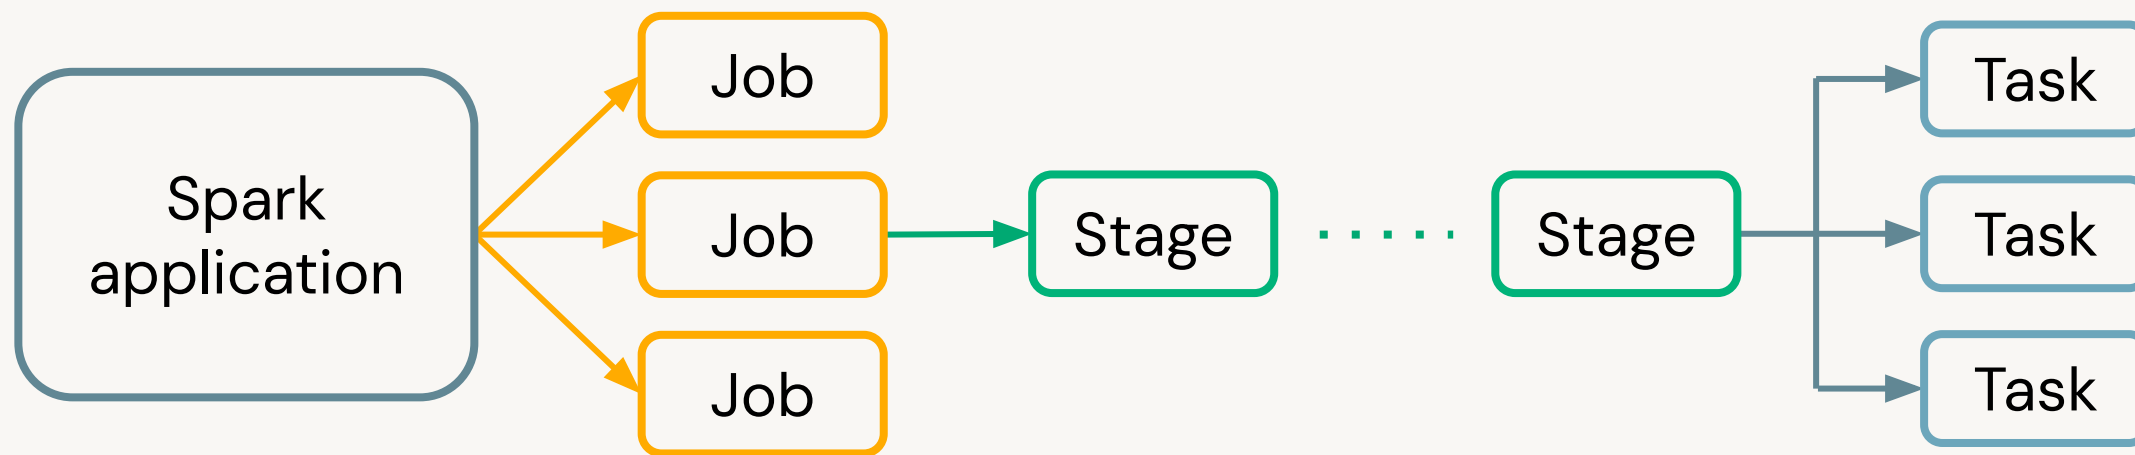 Spark
application
Job
Job
Job
Stage
Stage
Task
Task
Task